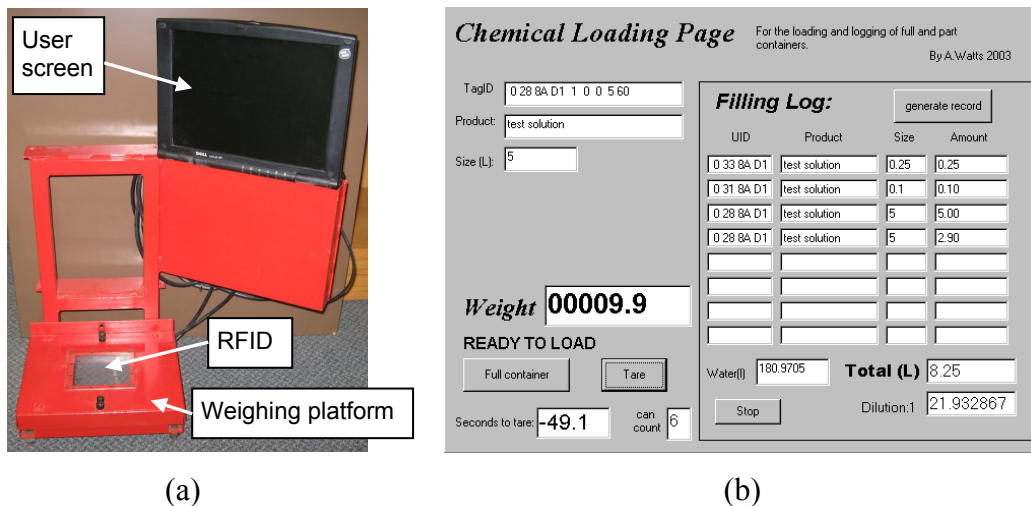 User
screen
RFID
Weighing platform
(a)
Chemical Loading Page
For the loading and logging of full and part
containers.
By A.Watts 2003
TagID 0 28 8A D1 1 0 0 5 60
Product: test solution
Size (L): 5
Weight 00009.9
READY TO LOAD
Full container Tare
Seconds to tare: -49.1 can
count 6
Filling Log: generate record
UID Product Size Amount
0 33 8A D1 test solution 0.25 0.25
0 31 8A D1 test solution 0.1 0.10
0 28 8A D1 test solution 5 5.00
0 28 8A D1 test solution 5 2.90
Water(l) 180.9705 Total (L) 8.25
Stop Dilution:1 21.932867
(b)